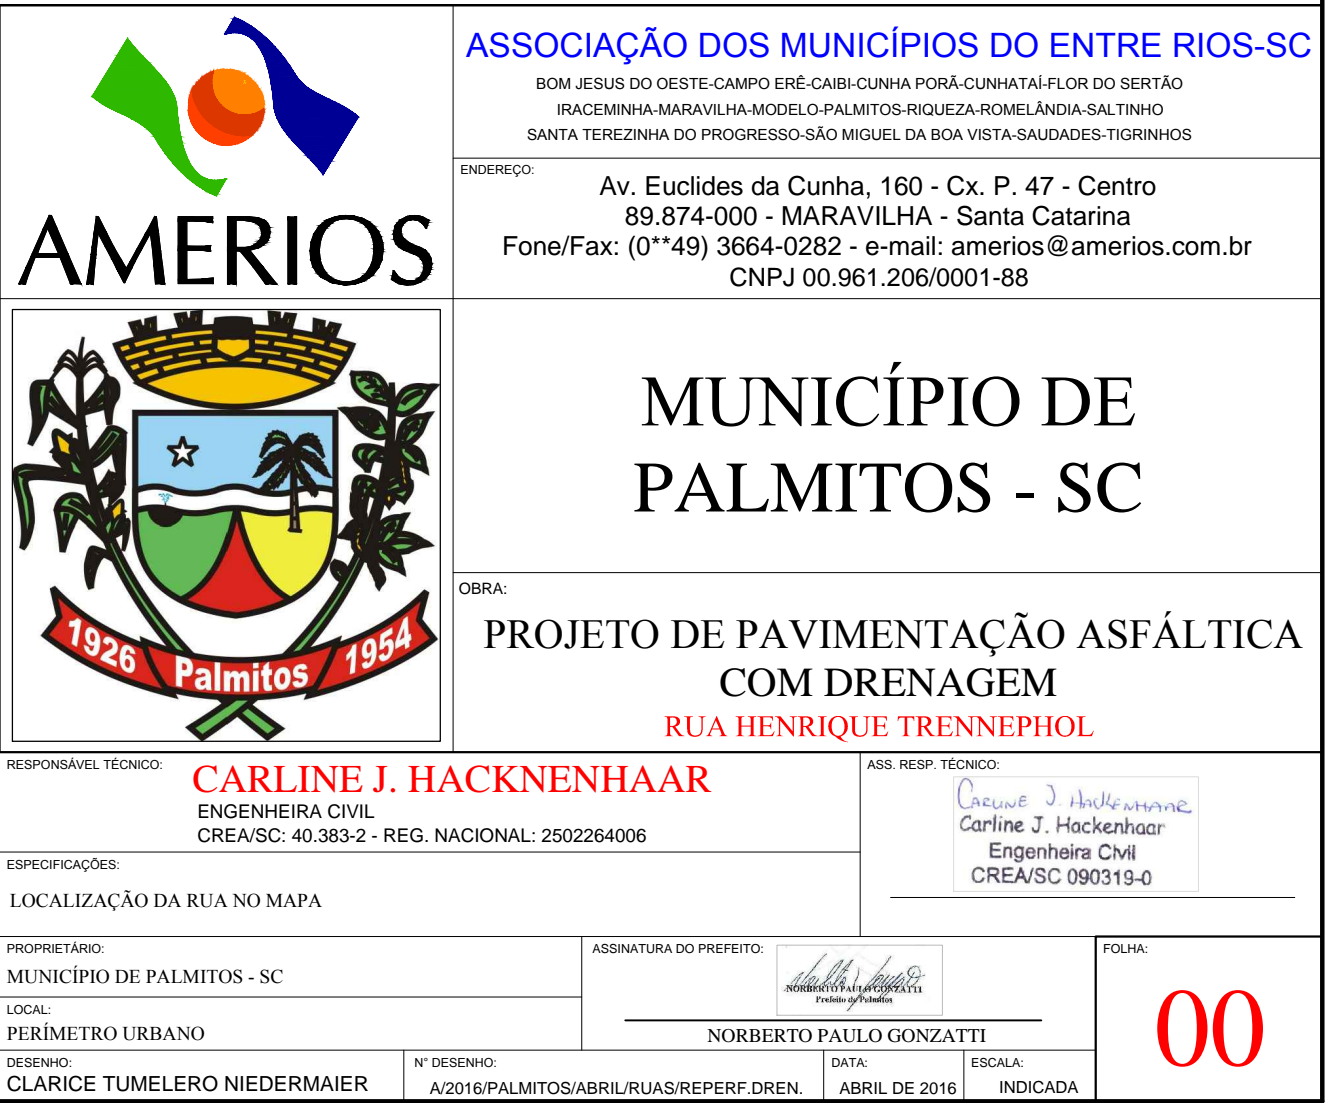 AMERIOS
ASSOCIAÇÃO DOS MUNICÍPIOS DO ENTRE RIOS-SC
BOM JESUS DO OESTE-CAMPO ERÊ-CAIBI-CUNHA PORÃ-CUNHATAÍ-FLOR DO SERTÃO
IRACEMINHA-MARAVILHA-MODELO-PALMITOS-RIQUEZA-ROMELÂNDIA-SALTINHO
SANTA TEREZINHA DO PROGRESSO-SÃO MIGUEL DA BOA VISTA-SAUDADES-TIGRINHOS
ENDEREÇO:
Av. Euclides da Cunha, 160 - Cx. P. 47 - Centro
89.874-000 - MARAVILHA - Santa Catarina
Fone/Fax: (0**49) 3664-0282 - e-mail: amerios@amerios.com.br
CNPJ 00.961.206/0001-88
1926 Palmitos 1954
MUNICÍPIO DE
PALMITOS - SC
OBRA:
PROJETO DE PAVIMENTAÇÃO ASFÁLTICA
COM DRENAGEM
RUA HENRIQUE TRENNEPHOL
RESPONSÁVEL TÉCNICO:
CARLINE J. HACKNENHAAR
ENGENHEIRA CIVIL
CREA/SC: 40.383-2 - REG. NACIONAL: 2502264006
ASS. RESP. TÉCNICO:
CARLINE J. HACKENHAAR
Carline J. Hackenhaar
Engenheira Civil
CREA/SC 090319-0
ESPECIFICAÇÕES:
LOCALIZAÇÃO DA RUA NO MAPA
PROPRIETÁRIO:
MUNICÍPIO DE PALMITOS - SC
LOCAL:
PERÍMETRO URBANO
ASSINATURA DO PREFEITO:
NORBERTO PAULO GONZATTI
Prefeito de Palmitos
NORBERTO PAULO GONZATTI
FOLHA:
00
DESENHO:
CLARICE TUMELERO NIEDERMAIER
N° DESENHO:
A/2016/PALMITOS/ABRIL/RUAS/REPERF.DREN.
DATA:
ABRIL DE 2016
ESCALA:
INDICADA